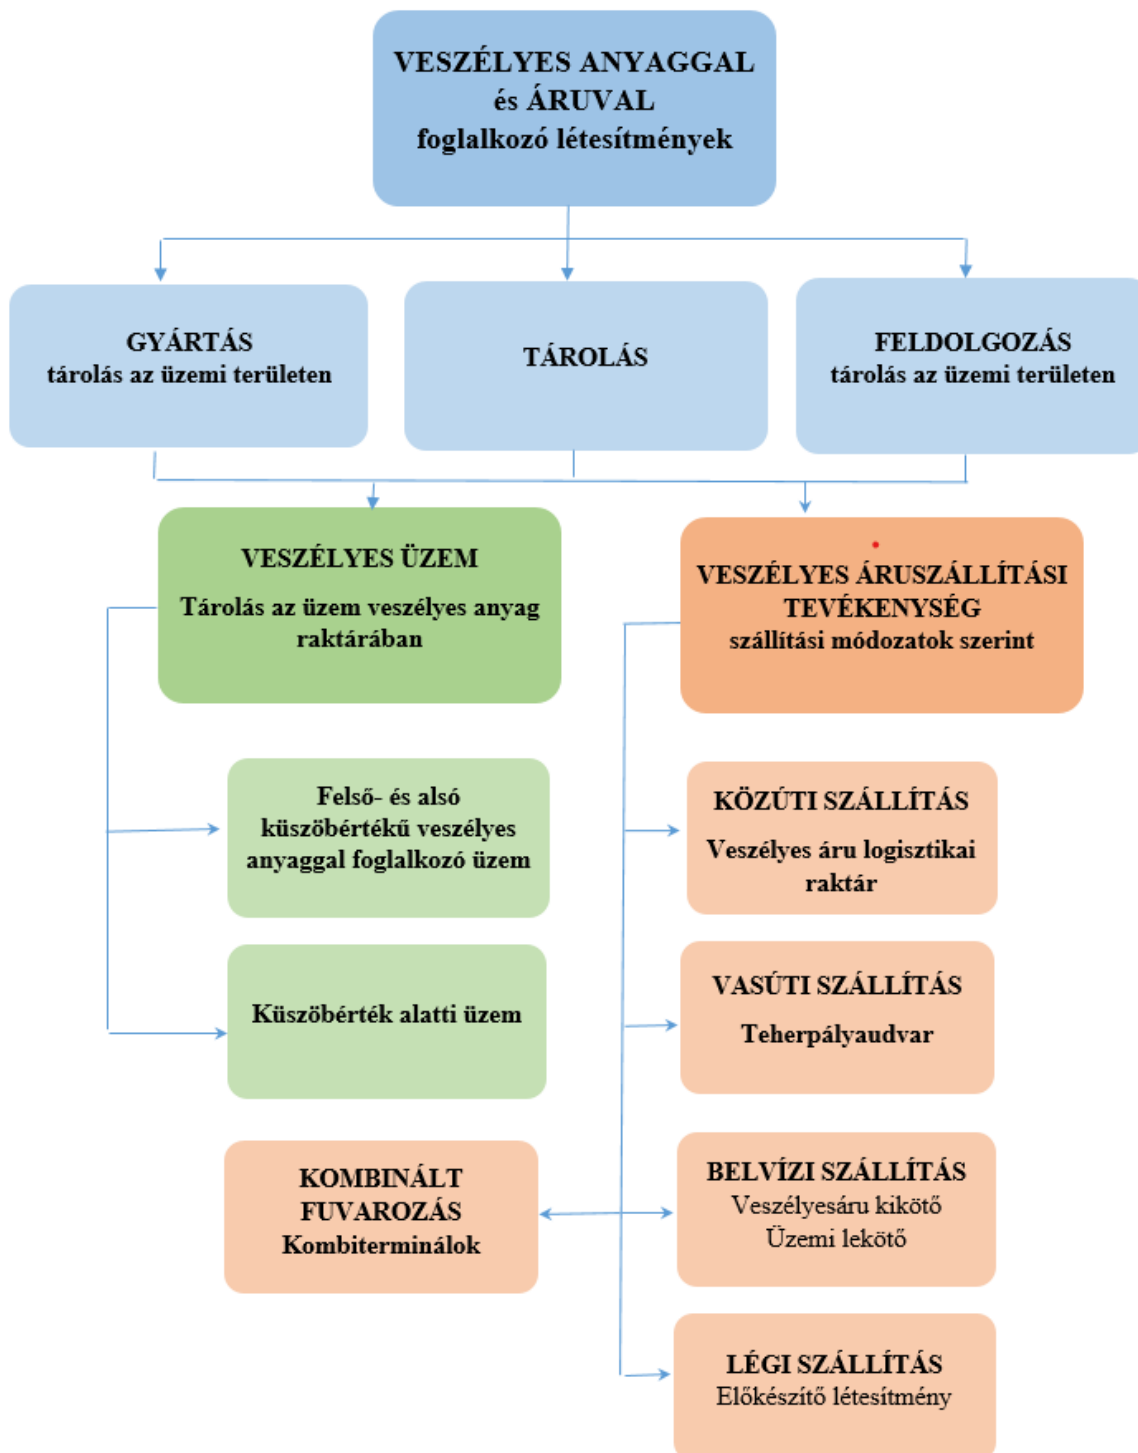 VESZÉLYES ANYAGGAL
és ÁRUVAL
foglalkozó létesítmények
GYÁRTÁS
tárolás az üzemi területen
TÁROLÁS
FELDOLGOZÁS
tárolás az üzemi területen
VESZÉLYES ÜZEM
Tárolás az üzem veszélyes anyag
raktárában
VESZÉLYES ÁRUSZÁLLÍTÁSI
TEVÉKENYSÉG
szállítási módozatok szerint
Felső- és alsó
küszöbértékű veszélyes
anyaggal foglalkozó üzem
KÖZÚTI SZÁLLÍTÁS
Veszélyes áru logisztikai
raktár
Küszöbérték alatti üzem
VASÚTI SZÁLLÍTÁS
Teherpályaudvar
KOMBINÁLT
FUVAROZÁS
Kombiterminálok
BELVÍZI SZÁLLÍTÁS
Veszélyesáru kikötő
Üzemi lekötő
LÉGI SZÁLLÍTÁS
Előkészítő létesítmény